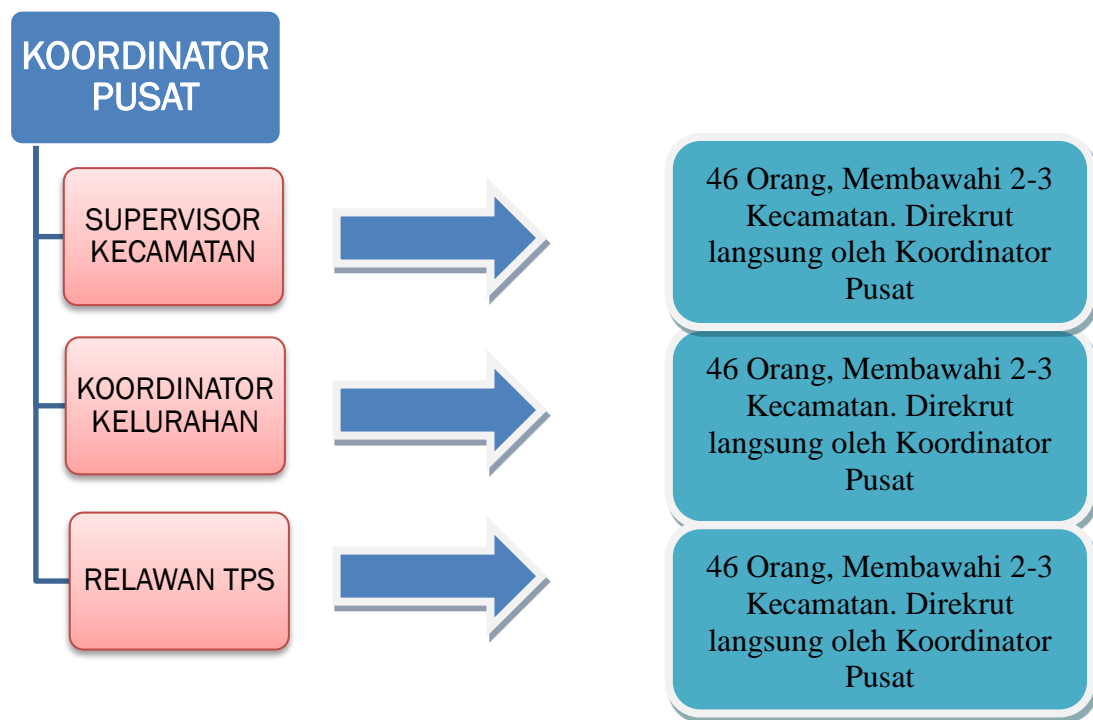 KOORDINATOR
PUSAT
SUPERVISOR
KECAMATAN
46 Orang, Membawahi 2-3
Kecamatan. Direkrut
langsung oleh Koordinator
Pusat
KOORDINATOR
KELURAHAN
46 Orang, Membawahi 2-3
Kecamatan. Direkrut
langsung oleh Koordinator
Pusat
RELAWAN TPS
46 Orang, Membawahi 2-3
Kecamatan. Direkrut
langsung oleh Koordinator
Pusat